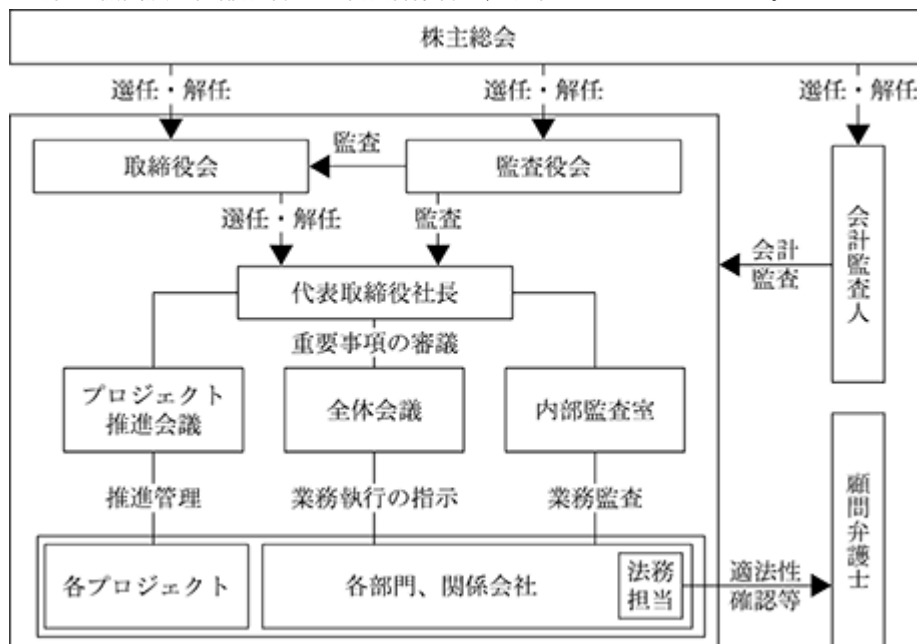 株主総会
選任・解任
選任・解任
選任・解任
取締役会
監査
監査役会
選任・解任
監査
会計監査人
会計
監査
代表取締役社長
重要事項の審議
プロジェクト
推進会議
全体会議
内部監査室
推進管理
業務執行の指示
業務監査
顧問弁護士
各プロジェクト
各部門、関係会社
法務
担当
適法性
確認等